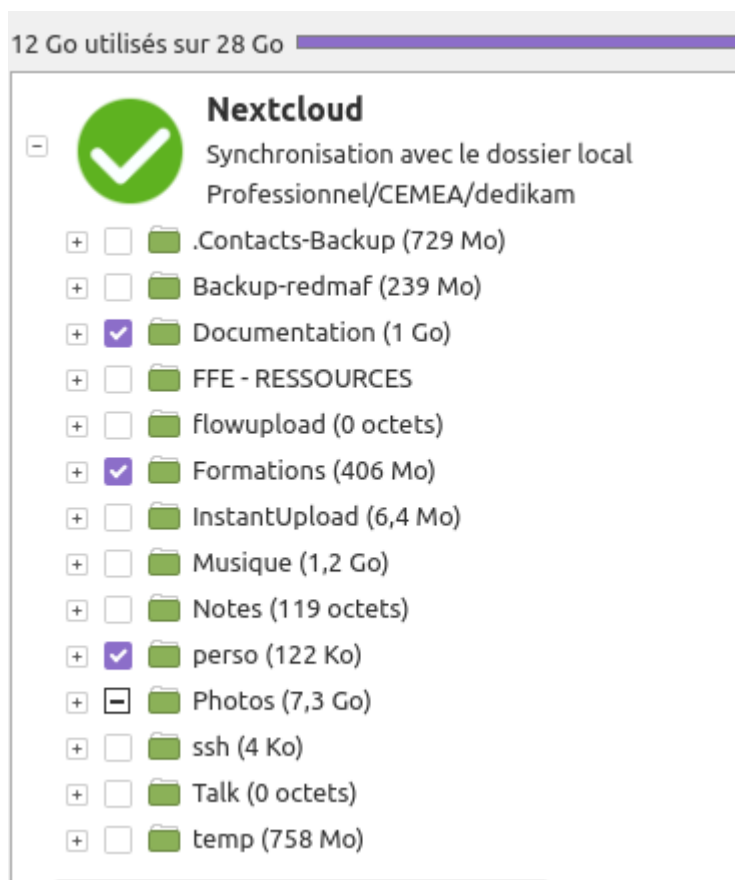 12 Go utilisés sur 28 Go
Nextcloud
Synchronisation avec le dossier local
Professionnel/CEMEA/dedikam
.Contacts-Backup (729 Mo)
Backup-redmaf (239 Mo)
Documentation (1 Go)
FFE - RESSOURCES
flowupload (0 octets)
Formations (406 Mo)
InstantUpload (6,4 Mo)
Musique (1,2 Go)
Notes (119 octets)
perso (122 Ko)
Photos (7,3 Go)
ssh (4 Ko)
Talk (0 octets)
temp (758 Mo)